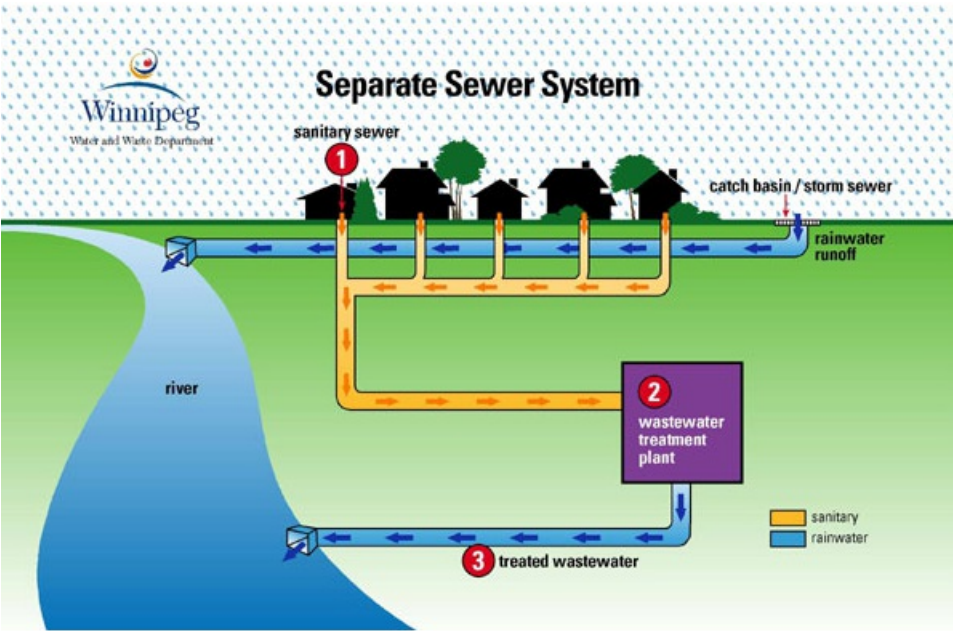 Separate Sewer System
Winnipeg
Water and Waste Department
sanitary sewer
1
catch basin / storm sewer
rainwater
runoff
river
2
wastewater
treatment
plant
sanitary
rainwater
3 treated wastewater